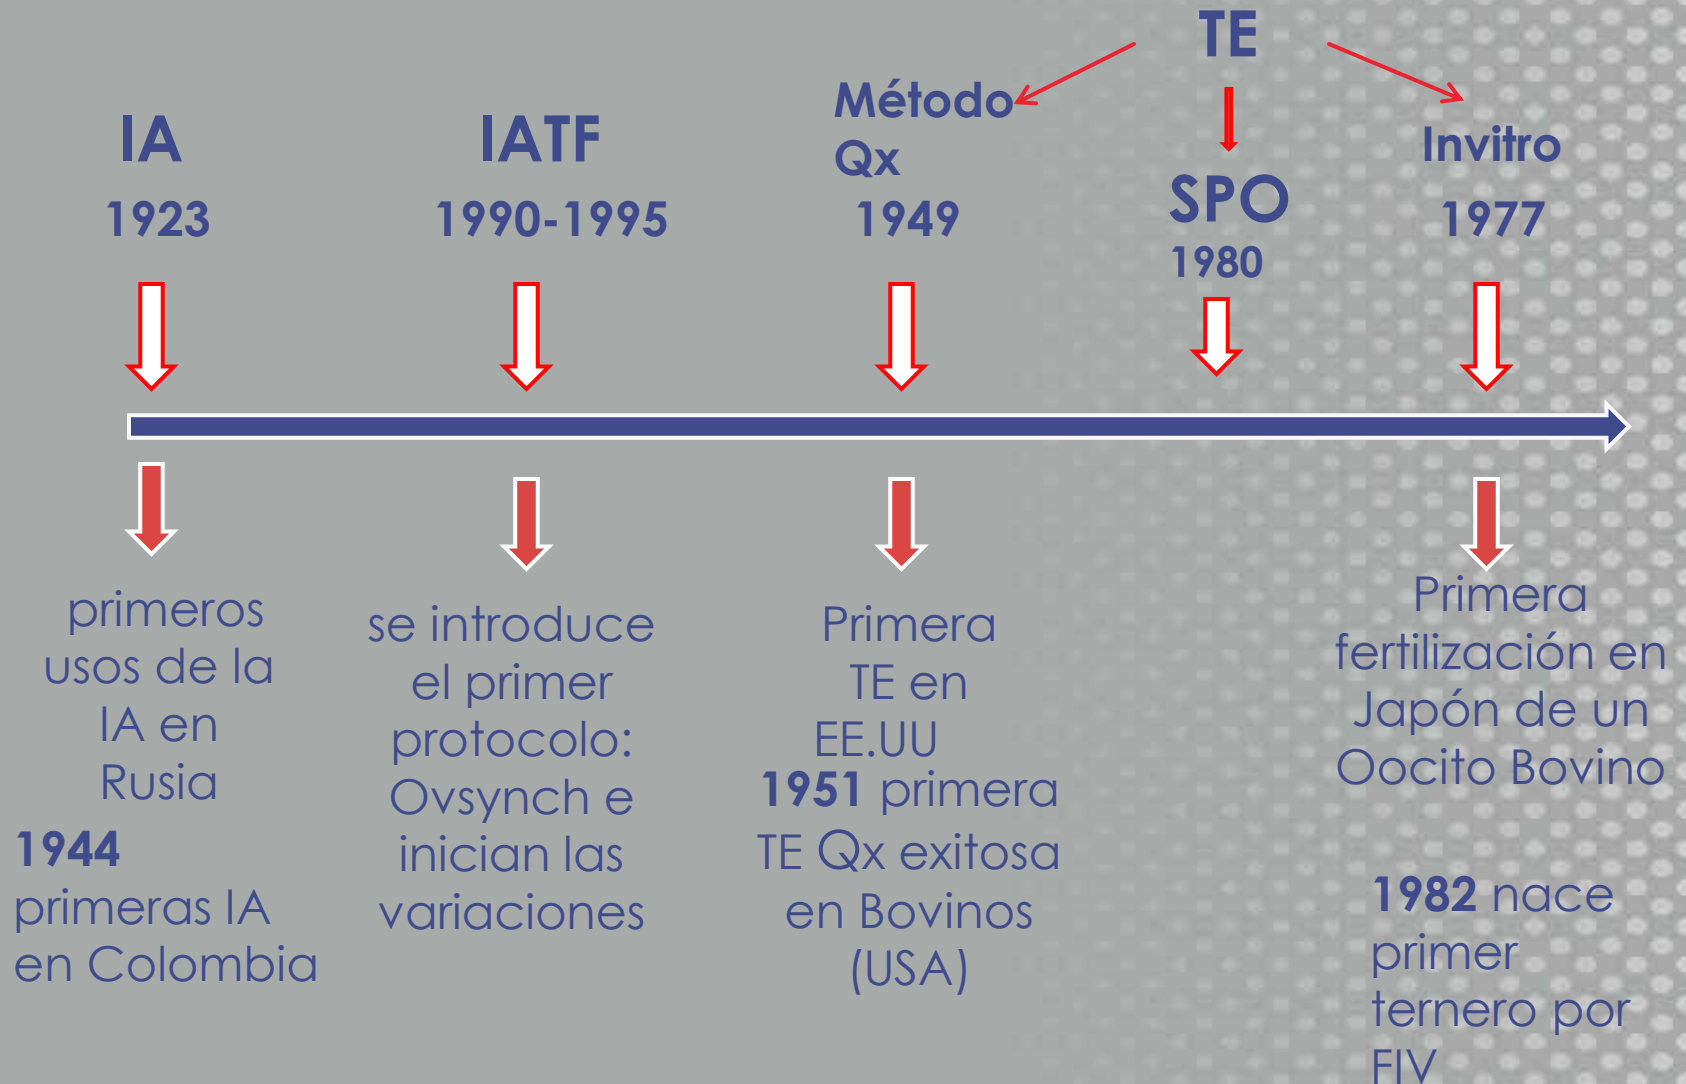 TE
IA
1923
IATF
1990-1995
Método
Qx
1949
SPO
1980
Invitro
1977
primeros
usos de la
IA en
Rusia
1944
primeras IA
en Colombia
se introduce
el primer
protocolo:
Ovsynch e
inician las
variaciones
Primera
TE en
EE.UU
1951 primera
TE Qx exitosa
en Bovinos
(USA)
Primera
fertilización en
Japón de un
Oocito Bovino
1982 nace
primer
ternero por
FIV